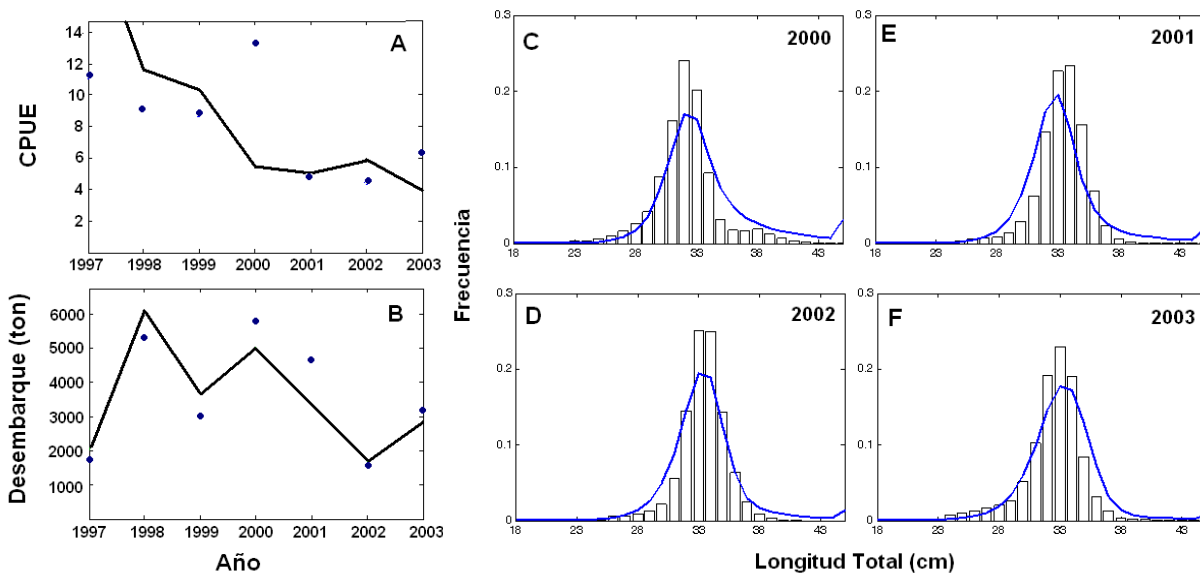 A
CPUE
14
12
10
8
6
4
2
1997 1998 1999 2000 2001 2002 2003
B
Desembarque (ton)
6000
5000
4000
3000
2000
1000
1997 1998 1999 2000 2001 2002 2003
Año
Frecuencia
C
2000
0.3
0.2
0.1
0
18 23 28 33 38 43
E
2001
0.3
0.2
0.1
0
18 23 28 33 38 43
D
2002
0.3
0.2
0.1
0
18 23 28 33 38 43
F
2003
0.3
0.2
0.1
0
18 23 28 33 38 43
Longitud Total (cm)